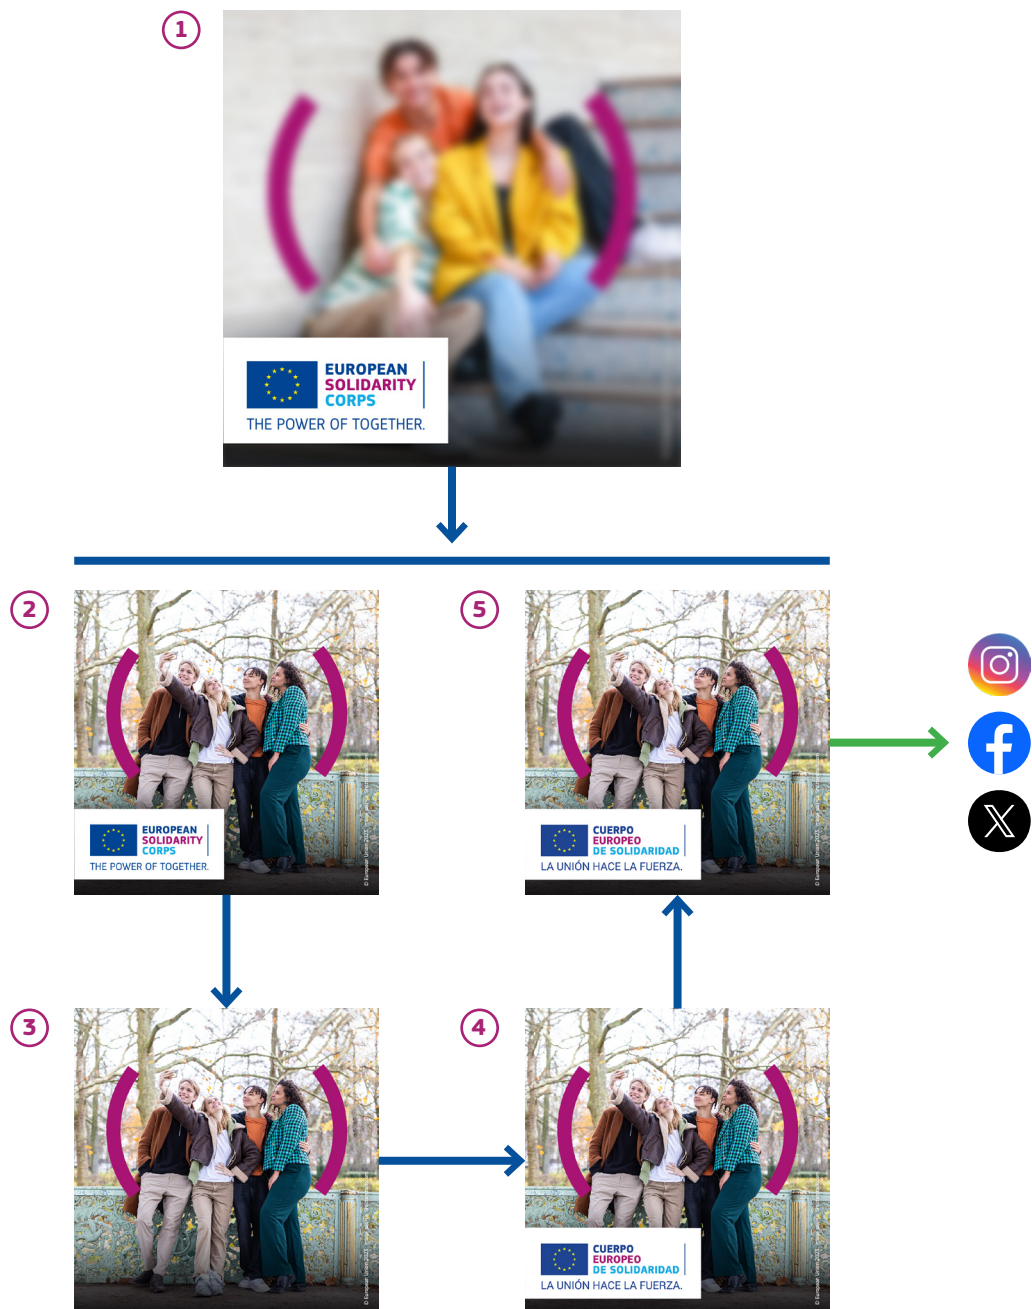 1
EUROPEAN
SOLIDARITY
CORPS
THE POWER OF TOGETHER.
2
EUROPEAN
SOLIDARITY
CORPS
THE POWER OF TOGETHER.
5
CUERPO
EUROPEO
DE SOLIDARIDAD
LA UNIÓN HACE LA FUERZA.
3
4
CUERPO
EUROPEO
DE SOLIDARIDAD
LA UNIÓN HACE LA FUERZA.